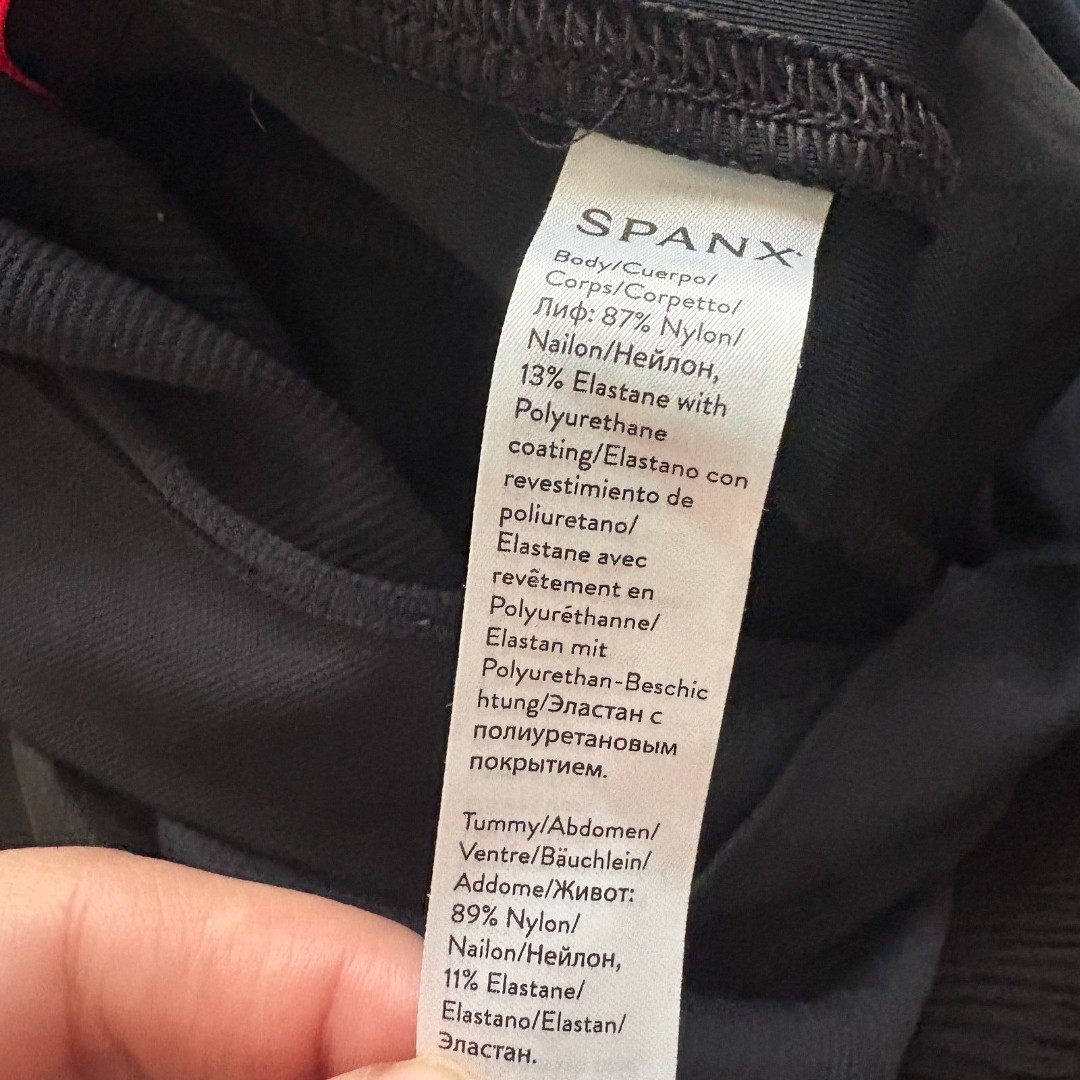 SPANX
Body/Cuerpo/
Corps/Corpetto/
Лиф: 87% Nylon/
Nailon/Нейлон,
13% Elastane with
Polyurethane
coating/Elastano con
revestimiento de
poliuretano/
Elastane avec
revêtement en
Polyuréthanne/
Elastan mit
Polyurethan-Beschic
htung/Эластан с
полиуретановым
покрытием.
Tummy/Abdomen/
Ventre/Bäuchlein/
Addome/Живот:
89% Nylon/
Nailon/Нейлон,
11% Elastane/
Elastano/Elastan/
Эластан.